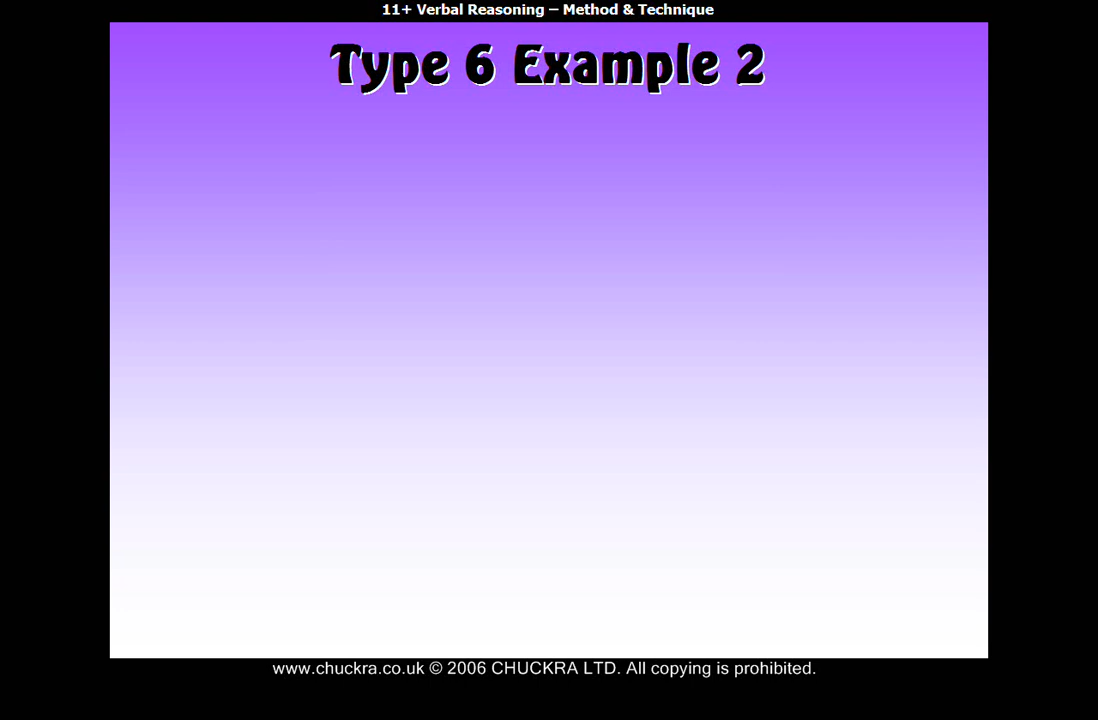 11+ Verbal Reasoning – Method & Technique
Type 6 Example 2
www.chuckra.co.uk © 2006 CHUCKRA LTD. All copying is prohibited.